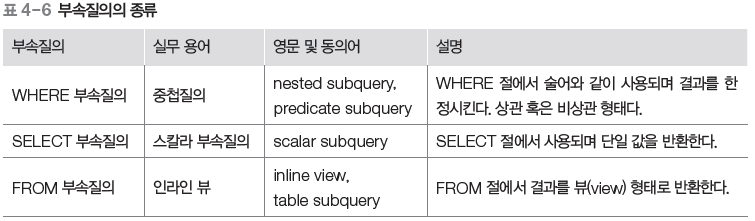 표 4-6 부속질의의 종류
부속질의 실무 용어 영문 및 동의어 설명
WHERE 부속질의 중첩질의 nested subquery, predicate subquery WHERE 절에서 술어와 같이 사용되며 결과를 한
정시킨다. 상관 혹은 비상관 형태다.
SELECT 부속질의 스칼라 부속질의 scalar subquery SELECT 절에서 사용되며 단일 값을 반환한다.
FROM 부속질의 인라인 뷰 inline view, table subquery FROM 절에서 결과를 뷰(view) 형태로 반환한다.